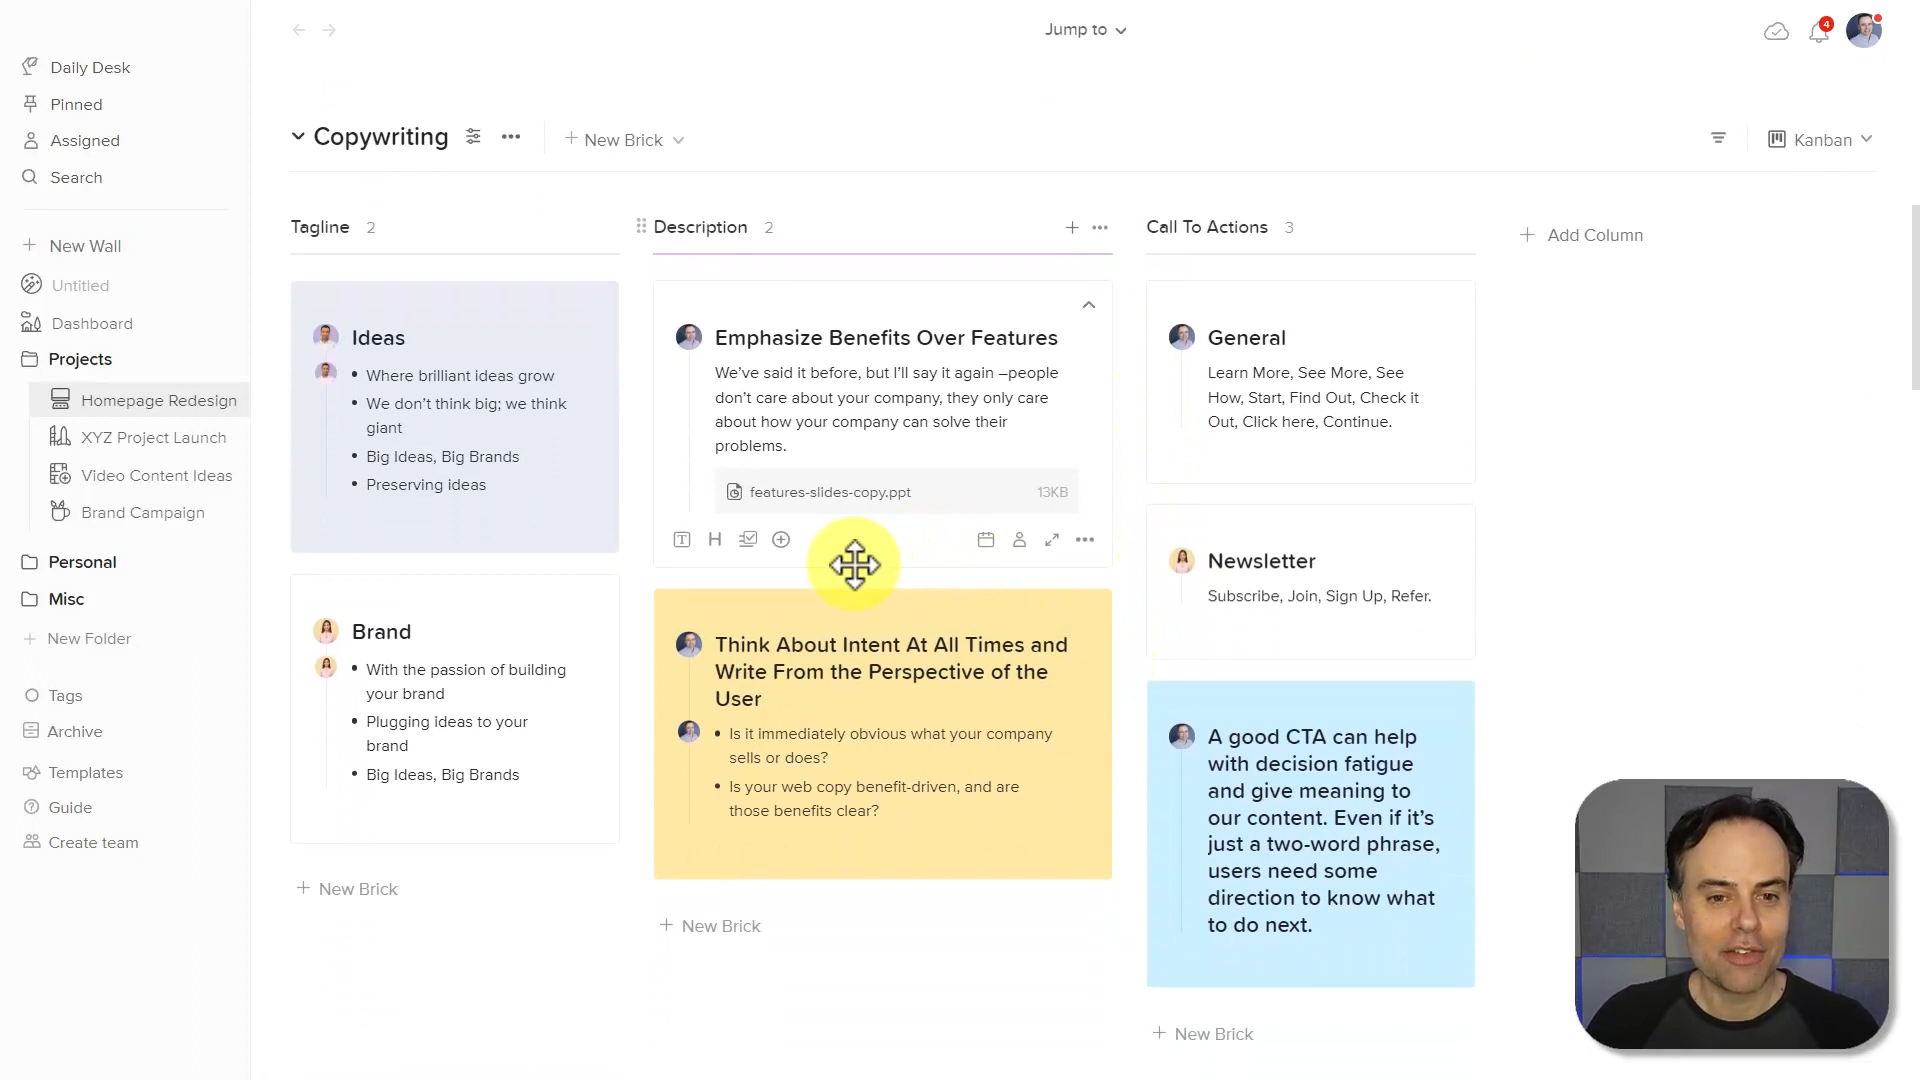 Jump to
4
Daily Desk
Pinned
Assigned
Search
New Wall
Untitled
Dashboard
Projects
Homepage Redesign
XYZ Project Launch
Video Content Ideas
Brand Campaign
Personal
Misc
New Folder
Tags
Archive
Templates
Guide
Create team
Copywriting
New Brick
Kanban
Tagline 2
Ideas
• Where brilliant ideas grow
• We don’t think big; we think
giant
• Big Ideas, Big Brands
• Preserving ideas
Brand
• With the passion of building
your brand
• Plugging ideas to your
brand
• Big Ideas, Big Brands
New Brick
Description 2
Emphasize Benefits Over Features
We’ve said it before, but I’ll say it again –people
don’t care about your company, they only care
about how your company can solve their
problems.
features-slides-copy.ppt 13KB
T H
Think About Intent At All Times and
Write From the Perspective of the
User
• Is it immediately obvious what your company
sells or does?
• Is your web copy benefit-driven, and are
those benefits clear?
New Brick
Call To Actions 3
General
Learn More, See More, See
How, Start, Find Out, Check it
Out, Click here, Continue.
Newsletter
Subscribe, Join, Sign Up, Refer.
A good CTA can help
with decision fatigue
and give meaning to
our content. Even if it’s
just a two-word phrase,
users need some
direction to know what
to do next.
New Brick
Add Column